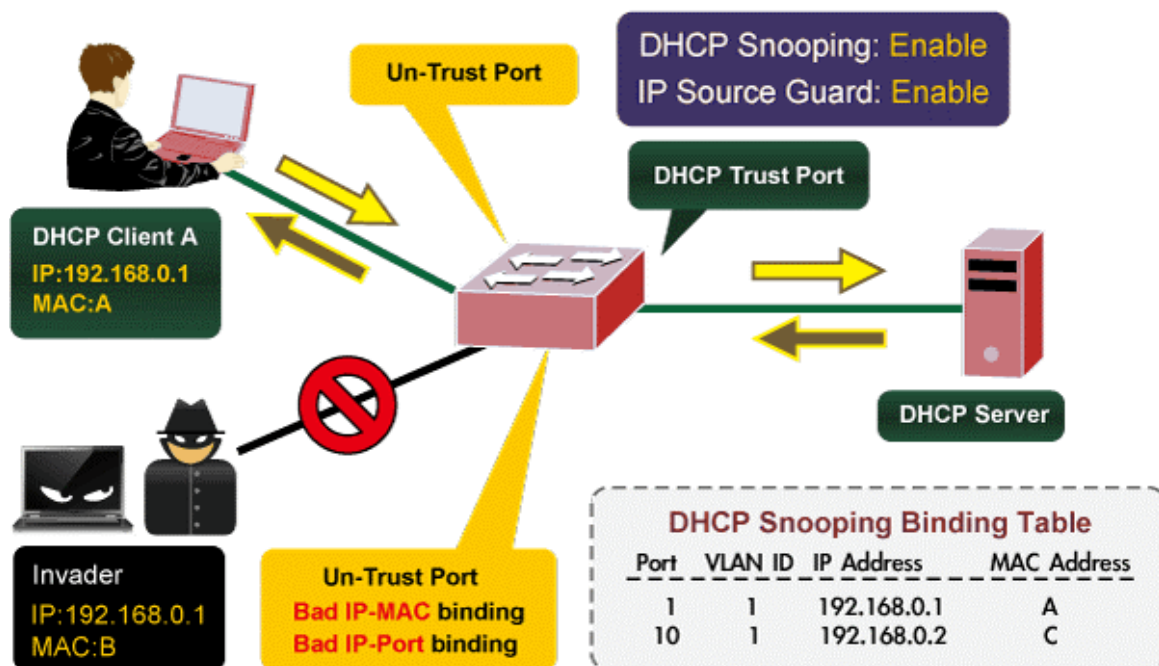 Un-Trust Port
DHCP Snooping: Enable
IP Source Guard: Enable
DHCP Trust Port
DHCP Client A
IP:192.168.0.1
MAC:A
DHCP Server
Invader
IP:192.168.0.1
MAC:B
Un-Trust Port
Bad IP-MAC binding
Bad IP-Port binding
DHCP Snooping Binding Table
Port VLAN ID IP Address MAC Address
1 1 192.168.0.1 A
10 1 192.168.0.2 C